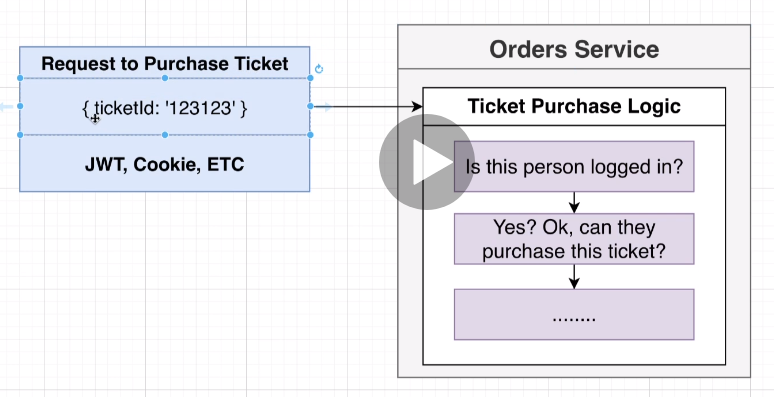 Request to Purchase Ticket
{ ticketId: '123123' }
JWT, Cookie, ETC
Orders Service
Ticket Purchase Logic
Is this person logged in?
Yes? Ok, can they
purchase this ticket?
........